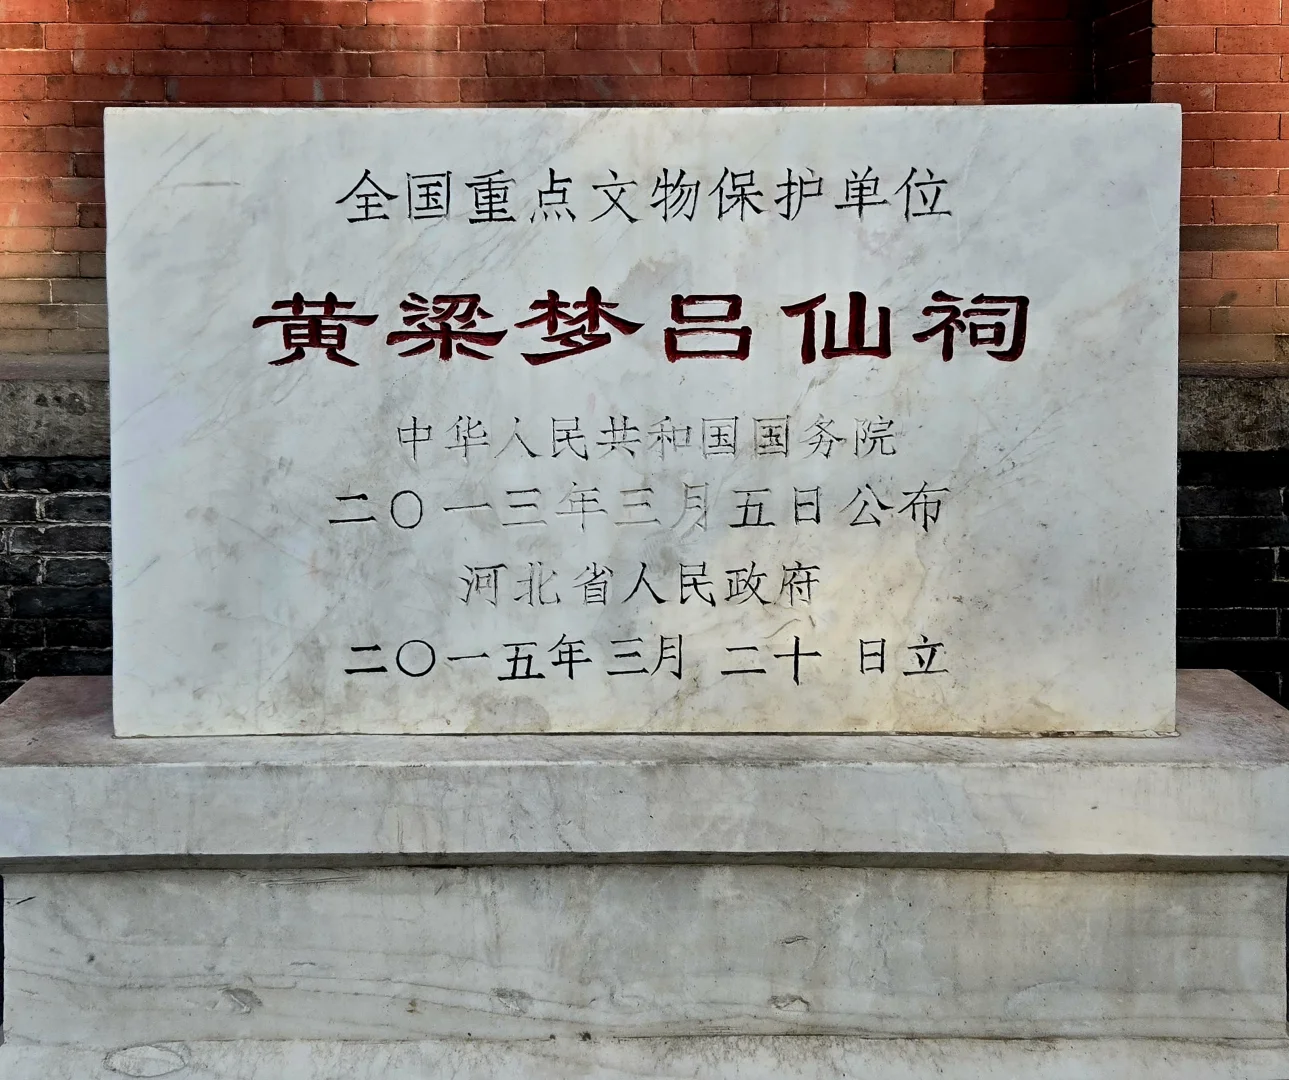 全国重点文物保护单位
黄粱梦吕仙祠
中华人民共和国国务院
二〇一三年三月五日公布
河北省人民政府
二〇一五年三月二十日立